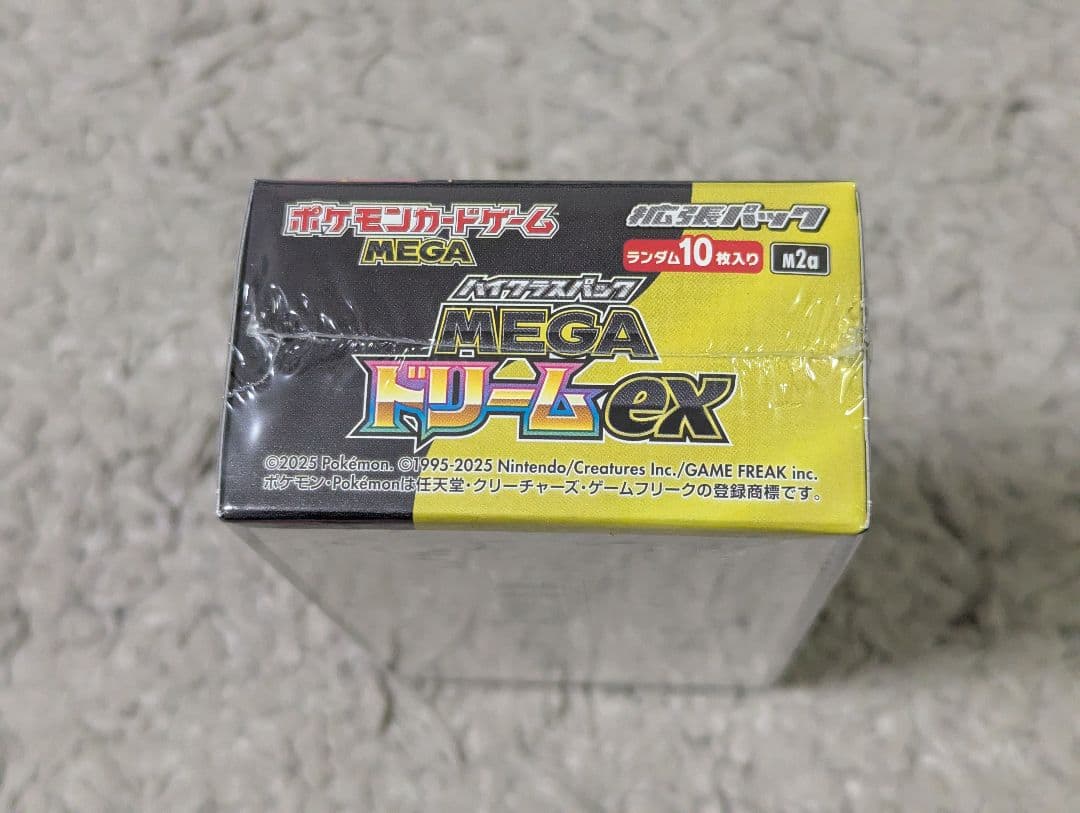 ポケモンカードゲーム
MEGA
拡張パック
ランダム10枚入り
M2a
ハイクラスパック
MEGA
ドリームex
©2025 Pokémon. ©1995-2025 Nintendo/Creatures Inc./GAME FREAK inc.
ポケモン・Pokémonは任天堂・クリーチャーズ・ゲームフリークの登録商標です。